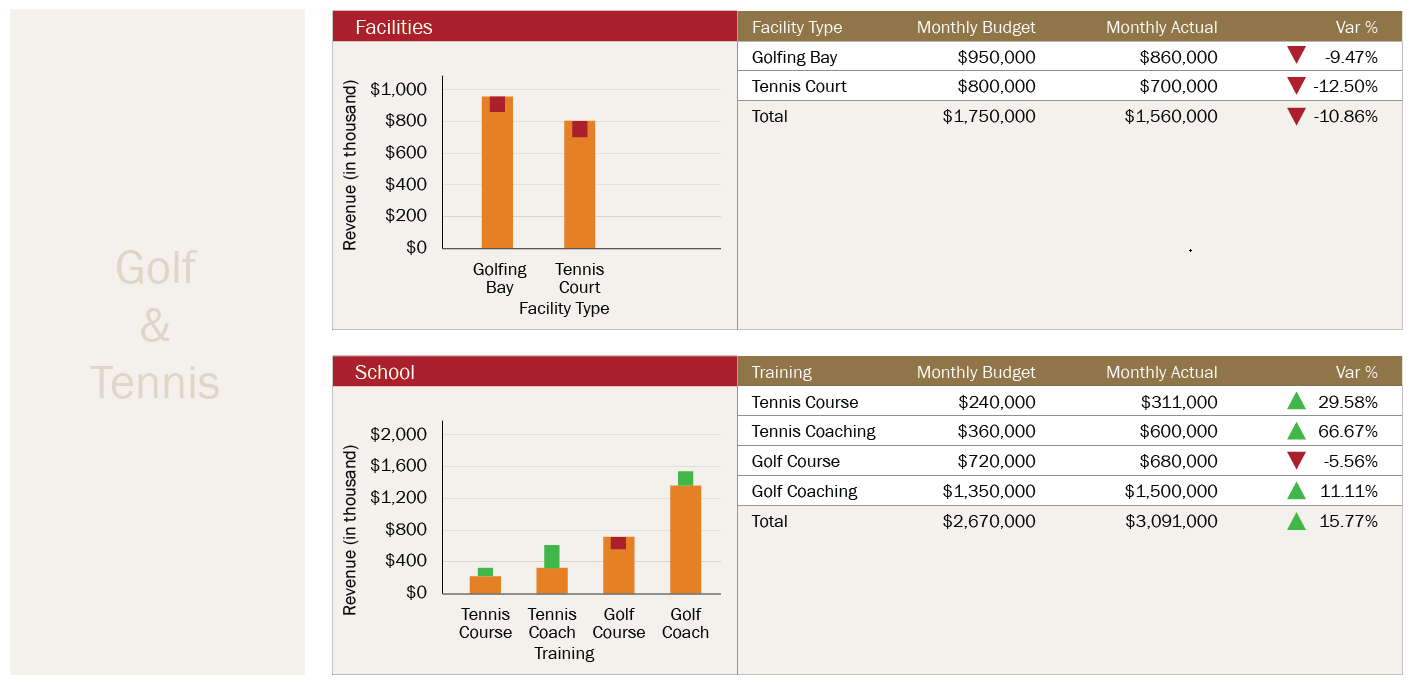 Golf
&
Tennis
Facilities
Revenue (in thousand)
$1,000
$800
$600
$400
$200
$0
Golfing Tennis
Bay Court
Facility Type
Facility Type Monthly Budget Monthly Actual Var %
Golfing Bay $950,000 $860,000 -9.47%
Tennis Court $800,000 $700,000 -12.50%
Total $1,750,000 $1,560,000 -10.86%
School
Revenue (in thousand)
$2,000
$1,600
$1,200
$800
$400
$0
Tennis Tennis Golf Golf
Course Coach Course Coach
Training
Training Monthly Budget Monthly Actual Var %
Tennis Course $240,000 $311,000 29.58%
Tennis Coaching $360,000 $600,000 66.67%
Golf Course $720,000 $680,000 -5.56%
Golf Coaching $1,350,000 $1,500,000 11.11%
Total $2,670,000 $3,091,000 15.77%